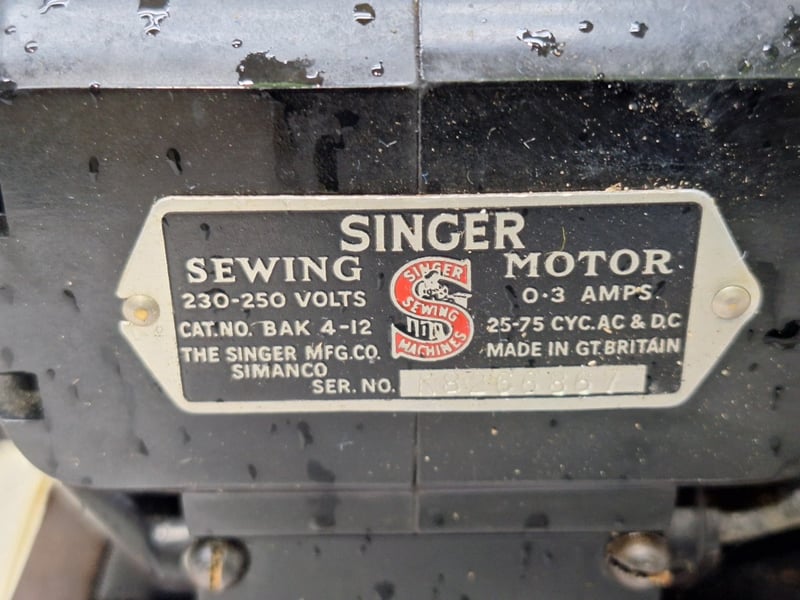 SINGER
SEWING MOTOR
230-250 VOLTS 0·3 AMPS.
CAT.NO. BAK 4-12 25-75 CYC. AC & D.C
THE SINGER MFG.CO. MADE IN GT. BRITAIN
SIMANCO
SER. NO.
SINGER
SEWING
MACHINES